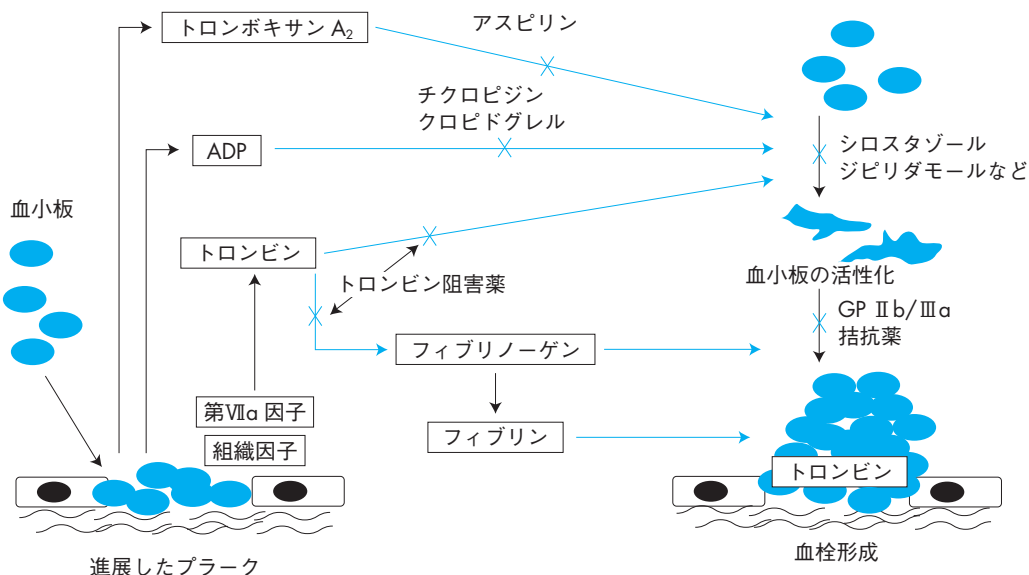 トロンボキサン A₂
アスピリン
チクロピジン
クロピドグレル
ADP
シロスタゾール
ジピリダモールなど
血小板
トロンビン
トロンビン阻害薬
血小板の活性化
GP Ⅱb/Ⅲa
拮抗薬
フィブリノーゲン
第Ⅶa 因子
組織因子
フィブリン
トロンビン
進展したプラーク
血栓形成